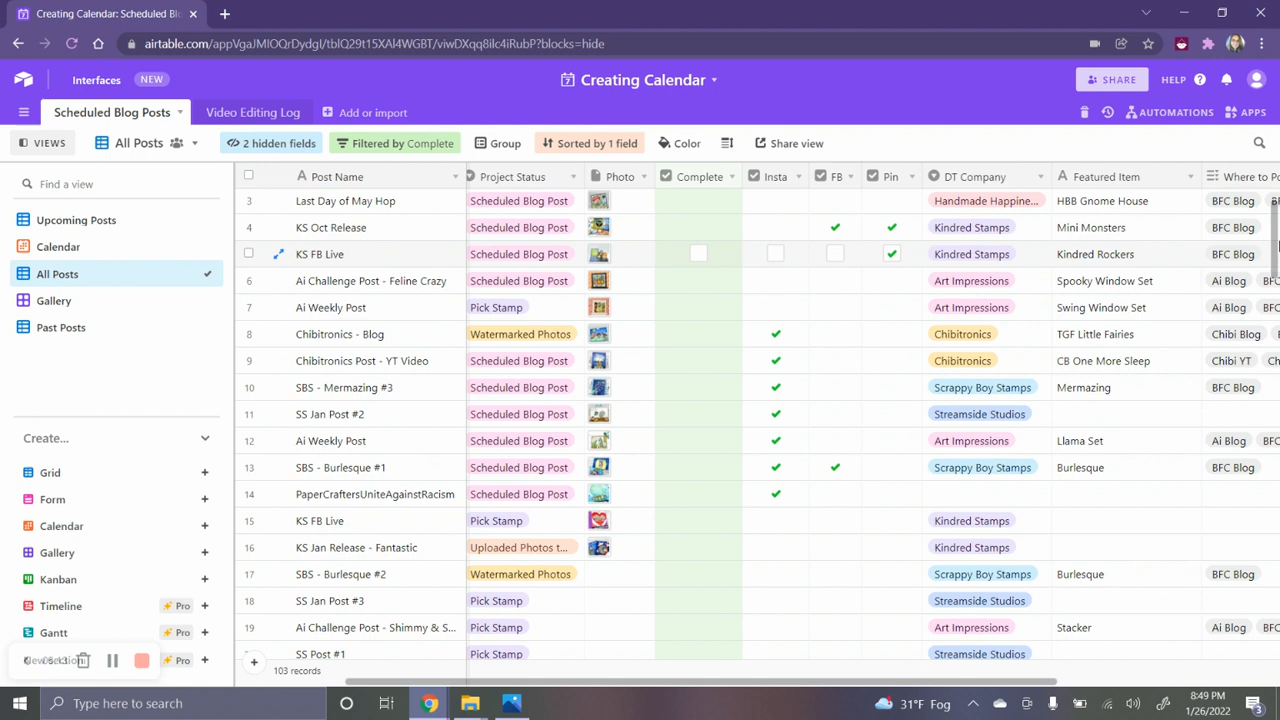 Creating Calendar: Scheduled Blo
airtable.com/appVgaJMIOQrDydgI/tblQ29t15XAl4WGBT/viwDXqq8ilc4iRubP?blocks=hide
Interfaces NEW Creating Calendar SHARE HELP
Scheduled Blog Posts Video Editing Log Add or import AUTOMATIONS APPS
VIEWS All Posts 2 hidden fields Filtered by Complete Group Sorted by 1 field Color Share view
Find a view
Upcoming Posts
Calendar
All Posts
Gallery
Past Posts
Create...
Grid
Form
Calendar
Gallery
Kanban
Timeline Pro
Gantt Pro
Pro
Post Name Project Status Photo Complete Insta FB Pin DT Company Featured Item Where to Po
3 Last Day of May Hop Scheduled Blog Post Handmade Happine... HBB Gnome House BFC Blog
4 KS Oct Release Scheduled Blog Post Kindred Stamps Mini Monsters BFC Blog
KS FB Live Scheduled Blog Post Kindred Stamps Kindred Rockers BFC Blog
6 Ai Challenge Post - Feline Crazy Scheduled Blog Post Art Impressions Spooky Window Set Ai Blog BFC
7 Ai Weekly Post Pick Stamp Art Impressions Swing Window Set Ai Blog BFC
8 Chibitronics - Blog Watermarked Photos Chibitronics TGF Little Fairies Chibi Blog
9 Chibitronics Post - YT Video Scheduled Blog Post Chibitronics CB One More Sleep Chibi YT
10 SBS - Mermazing #3 Scheduled Blog Post Scrappy Boy Stamps Mermazing BFC Blog
11 SS Jan Post #2 Scheduled Blog Post Streamside Studios
12 Ai Weekly Post Scheduled Blog Post Art Impressions Llama Set Ai Blog BFC
13 SBS - Burlesque #1 Scheduled Blog Post Scrappy Boy Stamps Burlesque BFC Blog
14 PaperCraftersUniteAgainstRacism Scheduled Blog Post
15 KS FB Live Pick Stamp Kindred Stamps
16 KS Jan Release - Fantastic Uploaded Photos t... Kindred Stamps
17 SBS - Burlesque #2 Watermarked Photos Scrappy Boy Stamps Burlesque BFC Blog
18 SS Jan Post #3 Pick Stamp Streamside Studios
19 Ai Challenge Post - Shimmy & S... Pick Stamp Art Impressions Stacker Ai Blog BFC
SS Post #1 Pick Stamp Streamside Studios
103 records
Type here to search
31°F Fog
8:49 PM
1/26/2022
3